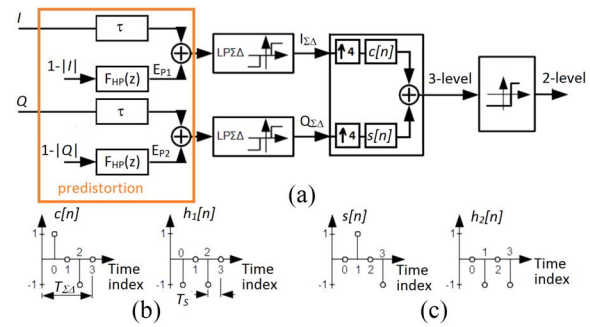 I
τ
1-|I|
F_HP(z)
E_P1
LPΣΔ
I_ΣΔ
4
c[n]
3-level
2-level
Q
τ
1-|Q|
F_HP(z)
E_P2
LPΣΔ
Q_ΣΔ
4
s[n]
predistortion
(a)
c[n]
h₁[n]
s[n]
h₂[n]
1
1
1
1
0 1 2 3
0 1 2 3
0 1 2 3
0 1 2 3
-1
-1
-1
-1
Time index
Time index
Time index
Time index
T_ΣΔ
T_S
(b)
(c)